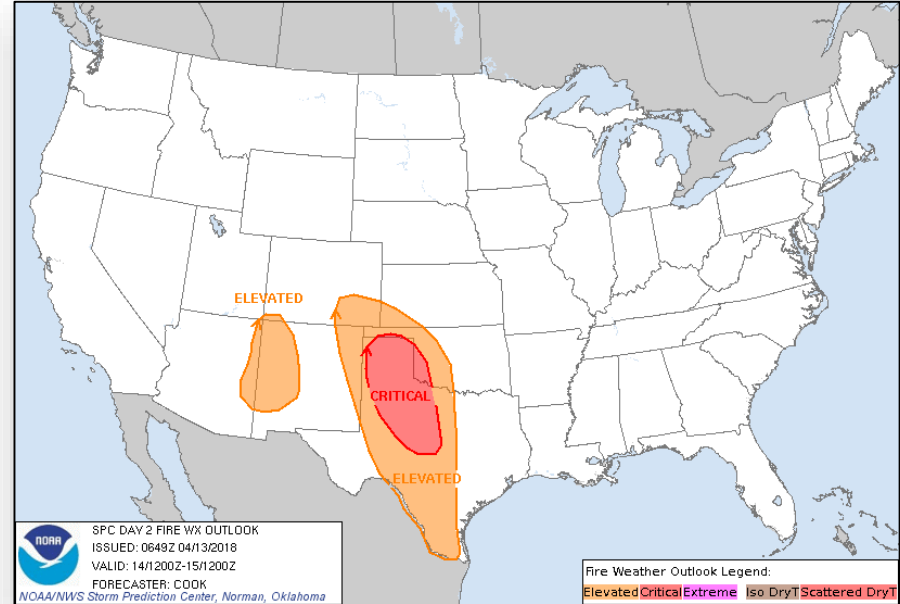 ELEVATED
CRITICAL
ELEVATED
NOAA
SPC DAY 2 FIRE WX OUTLOOK
ISSUED: 0649Z 04/13/2018
VALID: 14/1200Z-15/1200Z
FORECASTER: COOK
NOAA/NWS Storm Prediction Center, Norman, Oklahoma
Fire Weather Outlook Legend:
Elevated Critical Extreme Iso DryT Scattered DryT